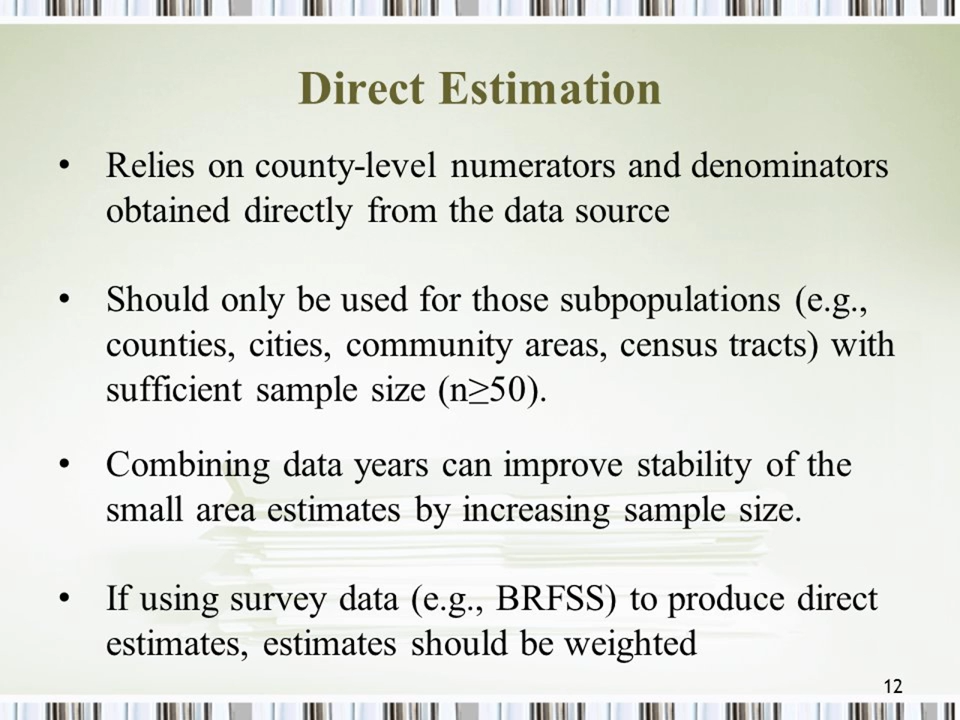 Direct Estimation
• Relies on county-level numerators and denominators
obtained directly from the data source
• Should only be used for those subpopulations (e.g.,
counties, cities, community areas, census tracts) with
sufficient sample size (n≥50).
• Combining data years can improve stability of the
small area estimates by increasing sample size.
• If using survey data (e.g., BRFSS) to produce direct
estimates, estimates should be weighted
12